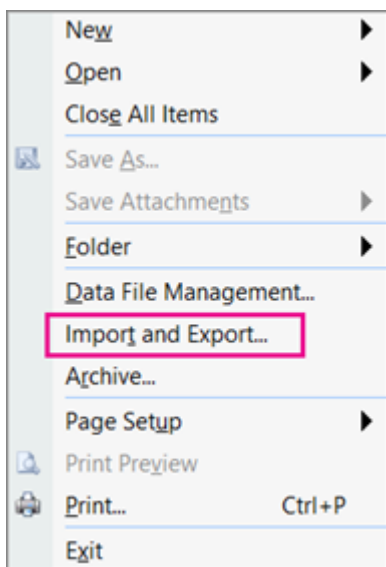 New
Open
Close All Items
Save As...
Save Attachments
Folder
Data File Management...
Import and Export...
Archive...
Page Setup
Print Preview
Print... Ctrl+P
Exit